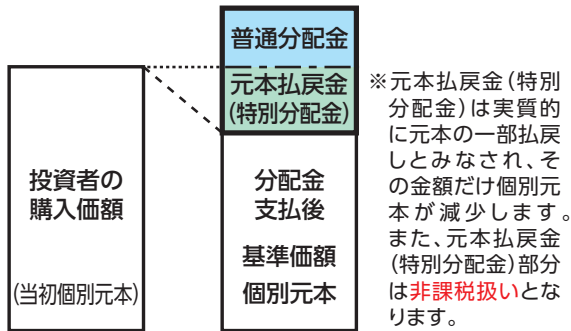 普通分配金
元本払戻金
(特別分配金)
投資者の
購入価額
(当初個別元本)
分配金
支払後
基準価額
個別元本
※元本払戻金(特別
分配金)は実質的
に元本の一部払戻
しとみなされ、そ
の金額だけ個別元
本が減少します。
また、元本払戻金
(特別分配金)部分
は非課税扱いとな
ります。